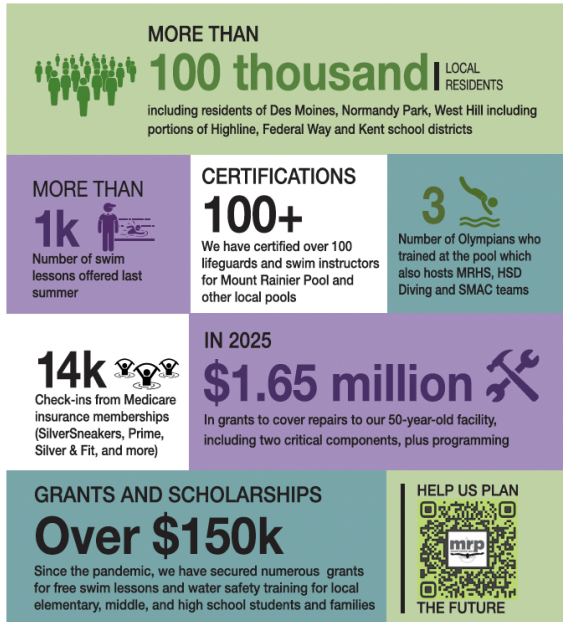 MORE THAN
100 thousand
LOCAL
RESIDENTS
including residents of Des Moines, Normandy Park, West Hill including
portions of Highline, Federal Way and Kent school districts
MORE THAN
1k
Number of swim
lessons offered last
summer
CERTIFICATIONS
100+
We have certified over 100
lifeguards and swim instructors
for Mount Rainier Pool and
other local pools
3
Number of Olympians who
trained at the pool which
also hosts MRHS, HSD
Diving and SMAC teams
14k
Check-ins from Medicare
insurance memberships
(SilverSneakers, Prime,
Silver & Fit, and more)
IN 2025
$1.65 million
In grants to cover repairs to our 50-year-old facility,
including two critical components, plus programming
GRANTS AND SCHOLARSHIPS
Over $150k
Since the pandemic, we have secured numerous grants
for free swim lessons and water safety training for local
elementary, middle, and high school students and families
HELP US PLAN
mrp
THE FUTURE